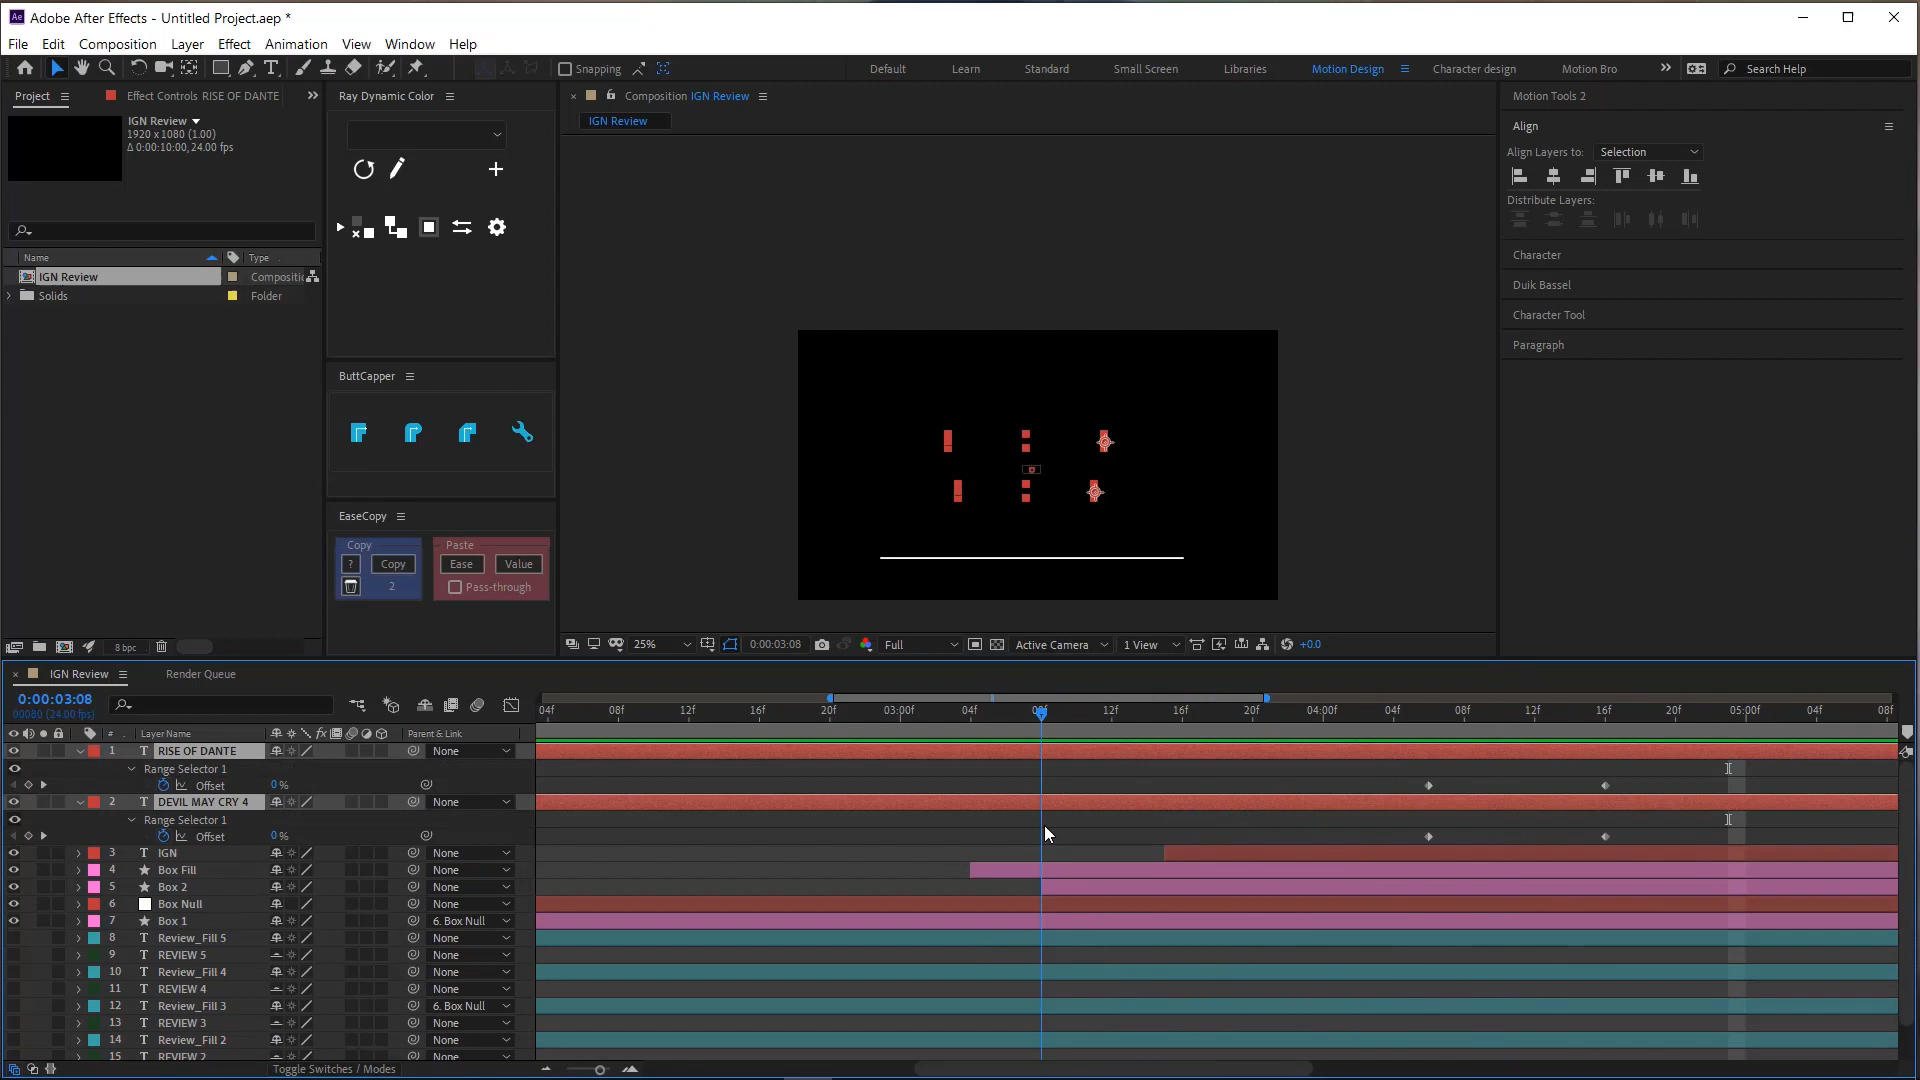 Ae Adobe After Effects - Untitled Project.aep *
File Edit Composition Layer Effect Animation View Window Help
Snapping Default Learn Standard Small Screen Libraries Motion Design Character design Motion Bro Search Help
Project Effect Controls RISE OF DANTE
IGN Review
1920 x 1080 (1.00)
Δ 0:00:10:00, 24.00 fps
Name Type
IGN Review Compositi
Solids Folder
8 bpc
Ray Dynamic Color
ButtCapper
EaseCopy
Copy Paste
? Copy Ease Value
2 Pass-through
× Composition IGN Review
IGN Review
25% 0:00:03:08 Full Active Camera 1 View +0.0
Motion Tools 2
Align
Align Layers to: Selection
Distribute Layers:
Character
Duik Bassel
Character Tool
Paragraph
× IGN Review Render Queue
0:00:03:08
00080 (24.00 fps)
04f 08f 12f 16f 20f 03:00f 04f 08f 12f 16f 20f 04:00f 04f 08f 12f 16f 20f 05:00f 04f 08f
# Layer Name fx Parent & Link
1 T RISE OF DANTE None
Range Selector 1
Offset 0 %
2 T DEVIL MAY CRY 4 None
Range Selector 1
Offset 0 %
3 T IGN None
4 Box Fill None
5 Box 2 None
6 Box Null None
7 Box 1 6. Box Null
8 T Review_Fill 5 None
9 T REVIEW 5 None
10 T Review_Fill 4 None
11 T REVIEW 4 None
12 T Review_Fill 3 6. Box Null
13 T REVIEW 3 None
14 T Review_Fill 2 None
15 T REVIEW 2 None
Toggle Switches / Modes